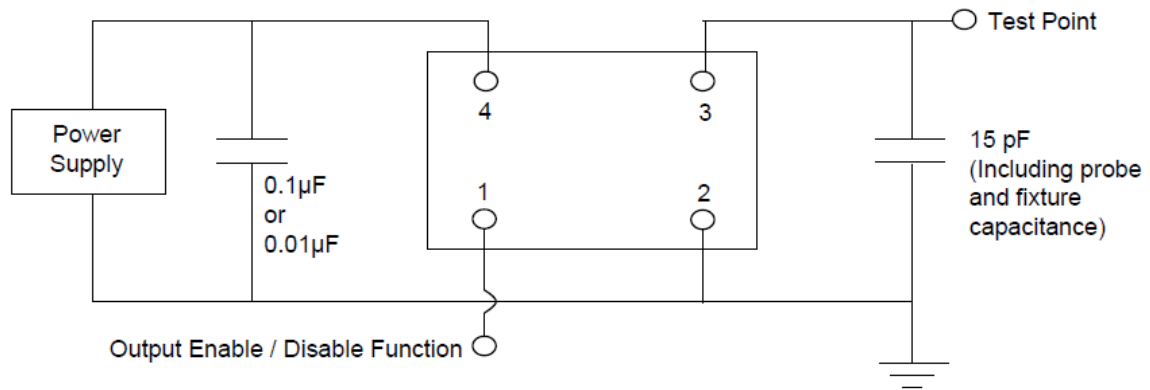 Test Point
4
3
Power
Supply
15 pF
(Including probe
and fixture
capacitance)
0.1µF
or
0.01µF
1
2
Output Enable / Disable Function